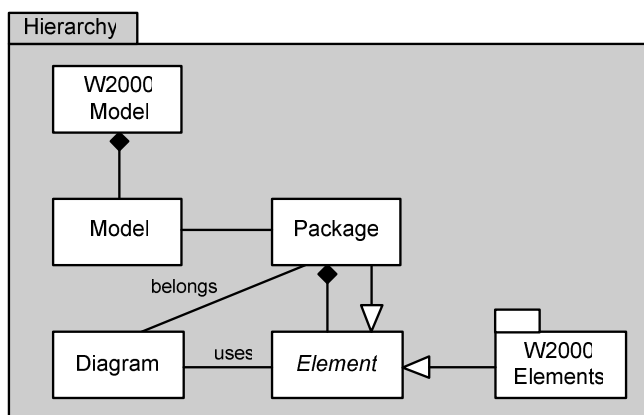 Hierarchy
W2000
Model
Model
Package
belongs
Diagram
uses
Element
W2000
Elements